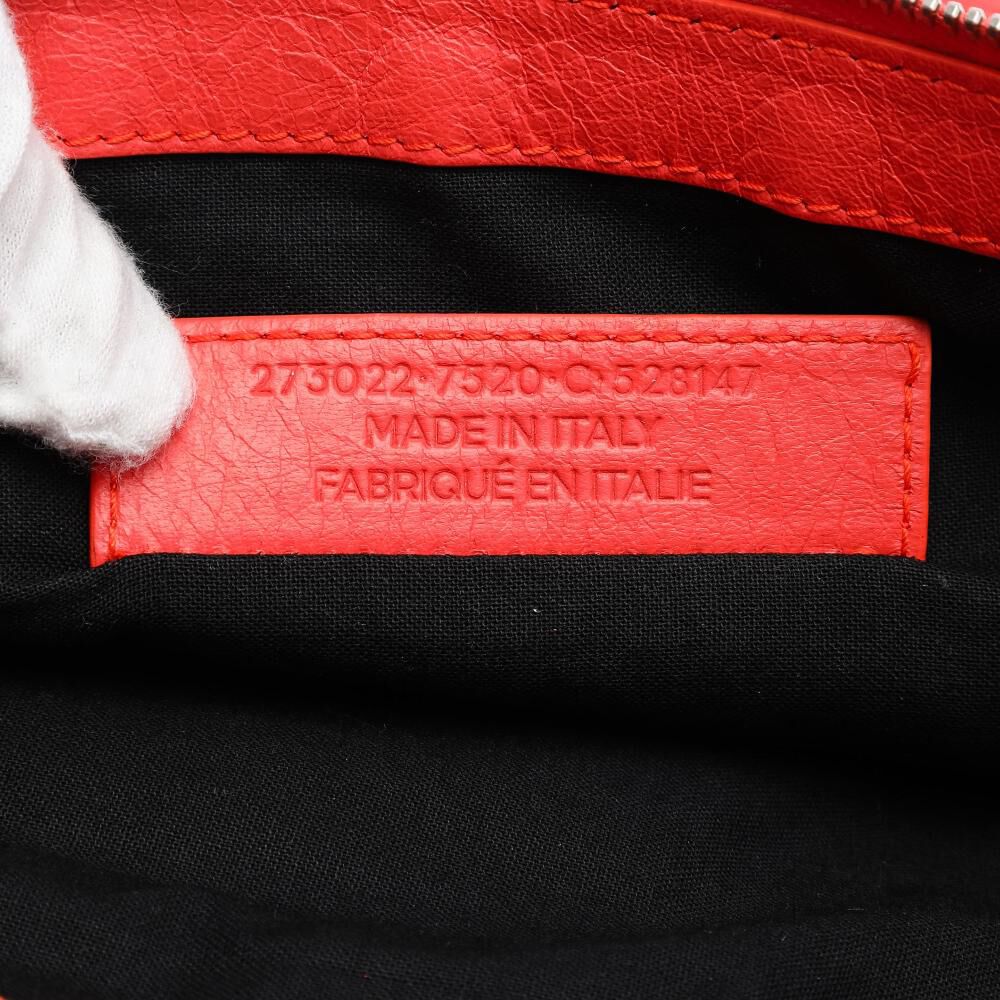 273022·7520·C·528147
MADE IN ITALY
FABRIQUÉ EN ITALIE